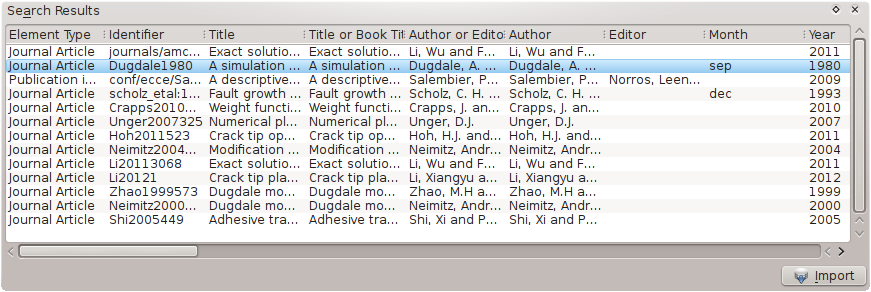 Search Results
Element Type Identifier Title Title or Book Tit Author or Edito Author Editor Month Year
Journal Article journals/amc... Exact solutio... Exact solutio... Li, Wu and F... Li, Wu and F... 2011
Journal Article Dugdale1980 A simulation ... A simulation ... Dugdale, A. ... Dugdale, A. ... sep 1980
Publication i... conf/ecce/Sa... A descriptive... A descriptive... Salembier, P... Salembier, P... Norros, Leen... 2009
Journal Article scholz_etal:1... Fault growth ... Fault growth ... Scholz, C. H... Scholz, C. H... dec 1993
Journal Article Crapps2010... Weight functi... Weight functi... Crapps, J. an... Crapps, J. an... 2010
Journal Article Unger2007325 Numerical pl... Numerical pl... Unger, D.J. Unger, D.J. 2007
Journal Article Hoh2011523 Crack tip op... Crack tip op... Hoh, H.J. and... Hoh, H.J. and... 2011
Journal Article Neimitz2004... Modification ... Modification ... Neimitz, Andr... Neimitz, Andr... 2004
Journal Article Li20113068 Exact solutio... Exact solutio... Li, Wu and F... Li, Wu and F... 2011
Journal Article Li20121 Crack tip pla... Crack tip pla... Li, Xiangyu a... Li, Xiangyu a... 2012
Journal Article Zhao1999573 Dugdale mo... Dugdale mo... Zhao, M.H a... Zhao, M.H a... 1999
Journal Article Neimitz2000... Dugdale mo... Dugdale mo... Neimitz, Andr... Neimitz, Andr... 2000
Journal Article Shi2005449 Adhesive tra... Adhesive tra... Shi, Xi and P... Shi, Xi and P... 2005
Import